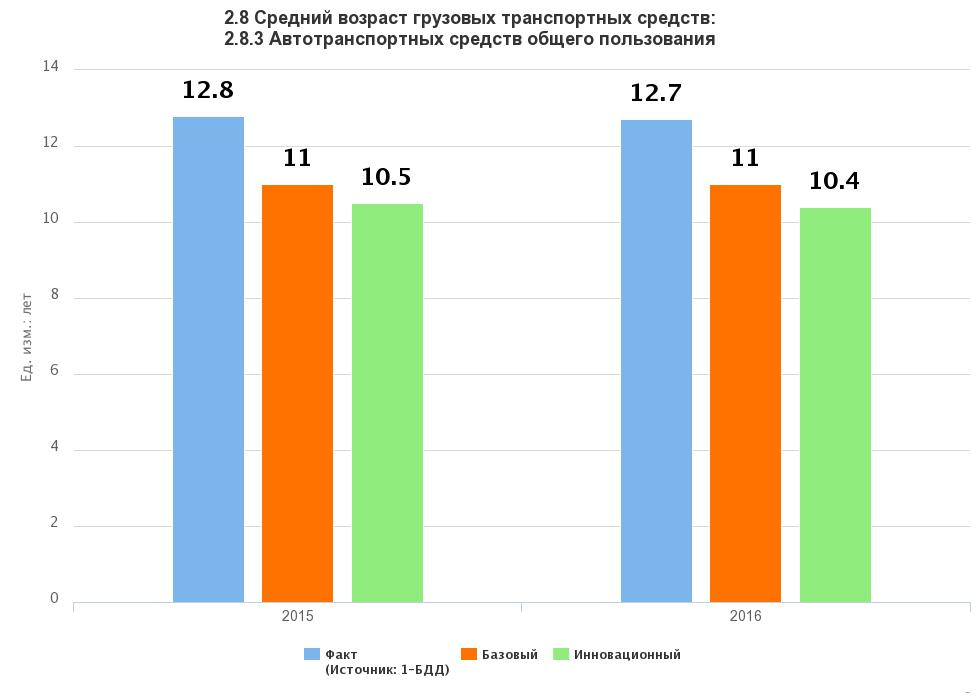 2.8 Средний возраст грузовых транспортных средств:
2.8.3 Автотранспортных средств общего пользования
Ед. изм.: лет
14
12
10
8
6
4
2
0
12.8
11
10.5
12.7
11
10.4
2015
2016
Факт
(Источник: 1-БДД)
Базовый
Инновационный